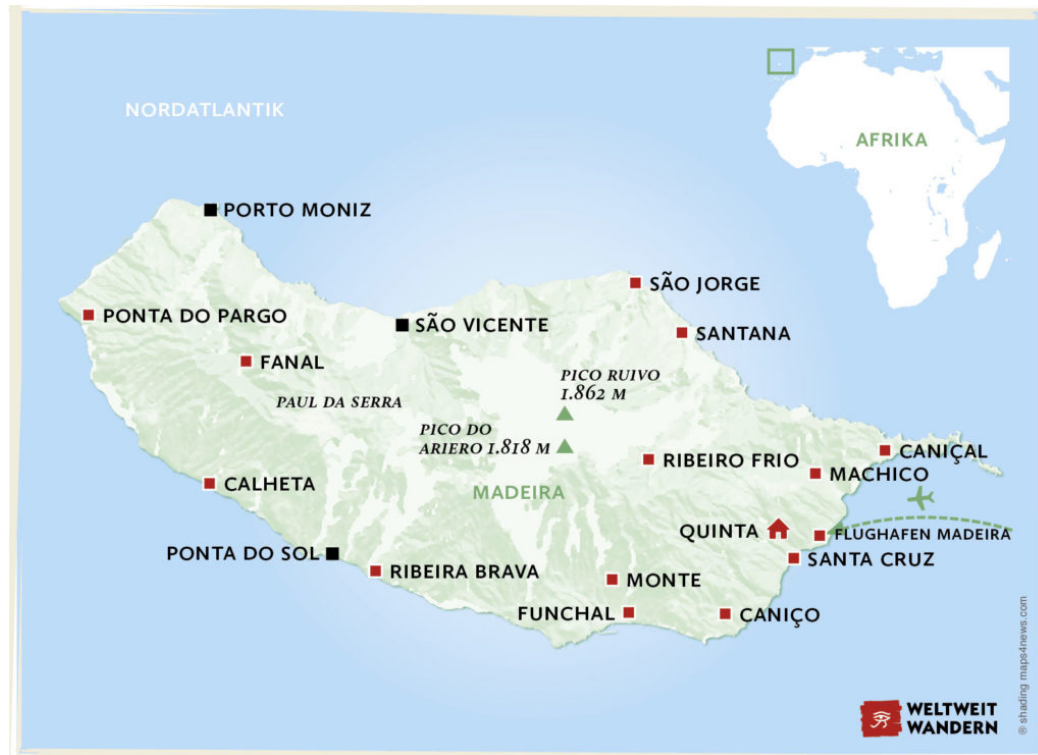 NORDATLANTIK
AFRIKA
PORTO MONIZ
SÃO JORGE
PONTA DO PARGO
SÃO VICENTE
SANTANA
FANAL
PICO RUIVO
1.862 M
PAUL DA SERRA
PICO DO
ARIERO 1.818 M
RIBEIRO FRIO
CANIÇAL
MACHICO
CALHETA
MADEIRA
QUINTA
FLUGHAFEN MADEIRA
PONTA DO SOL
SANTA CRUZ
RIBEIRA BRAVA
MONTE
FUNCHAL
CANIÇO
WELTWEIT
WANDERN
® shading maps4news.com